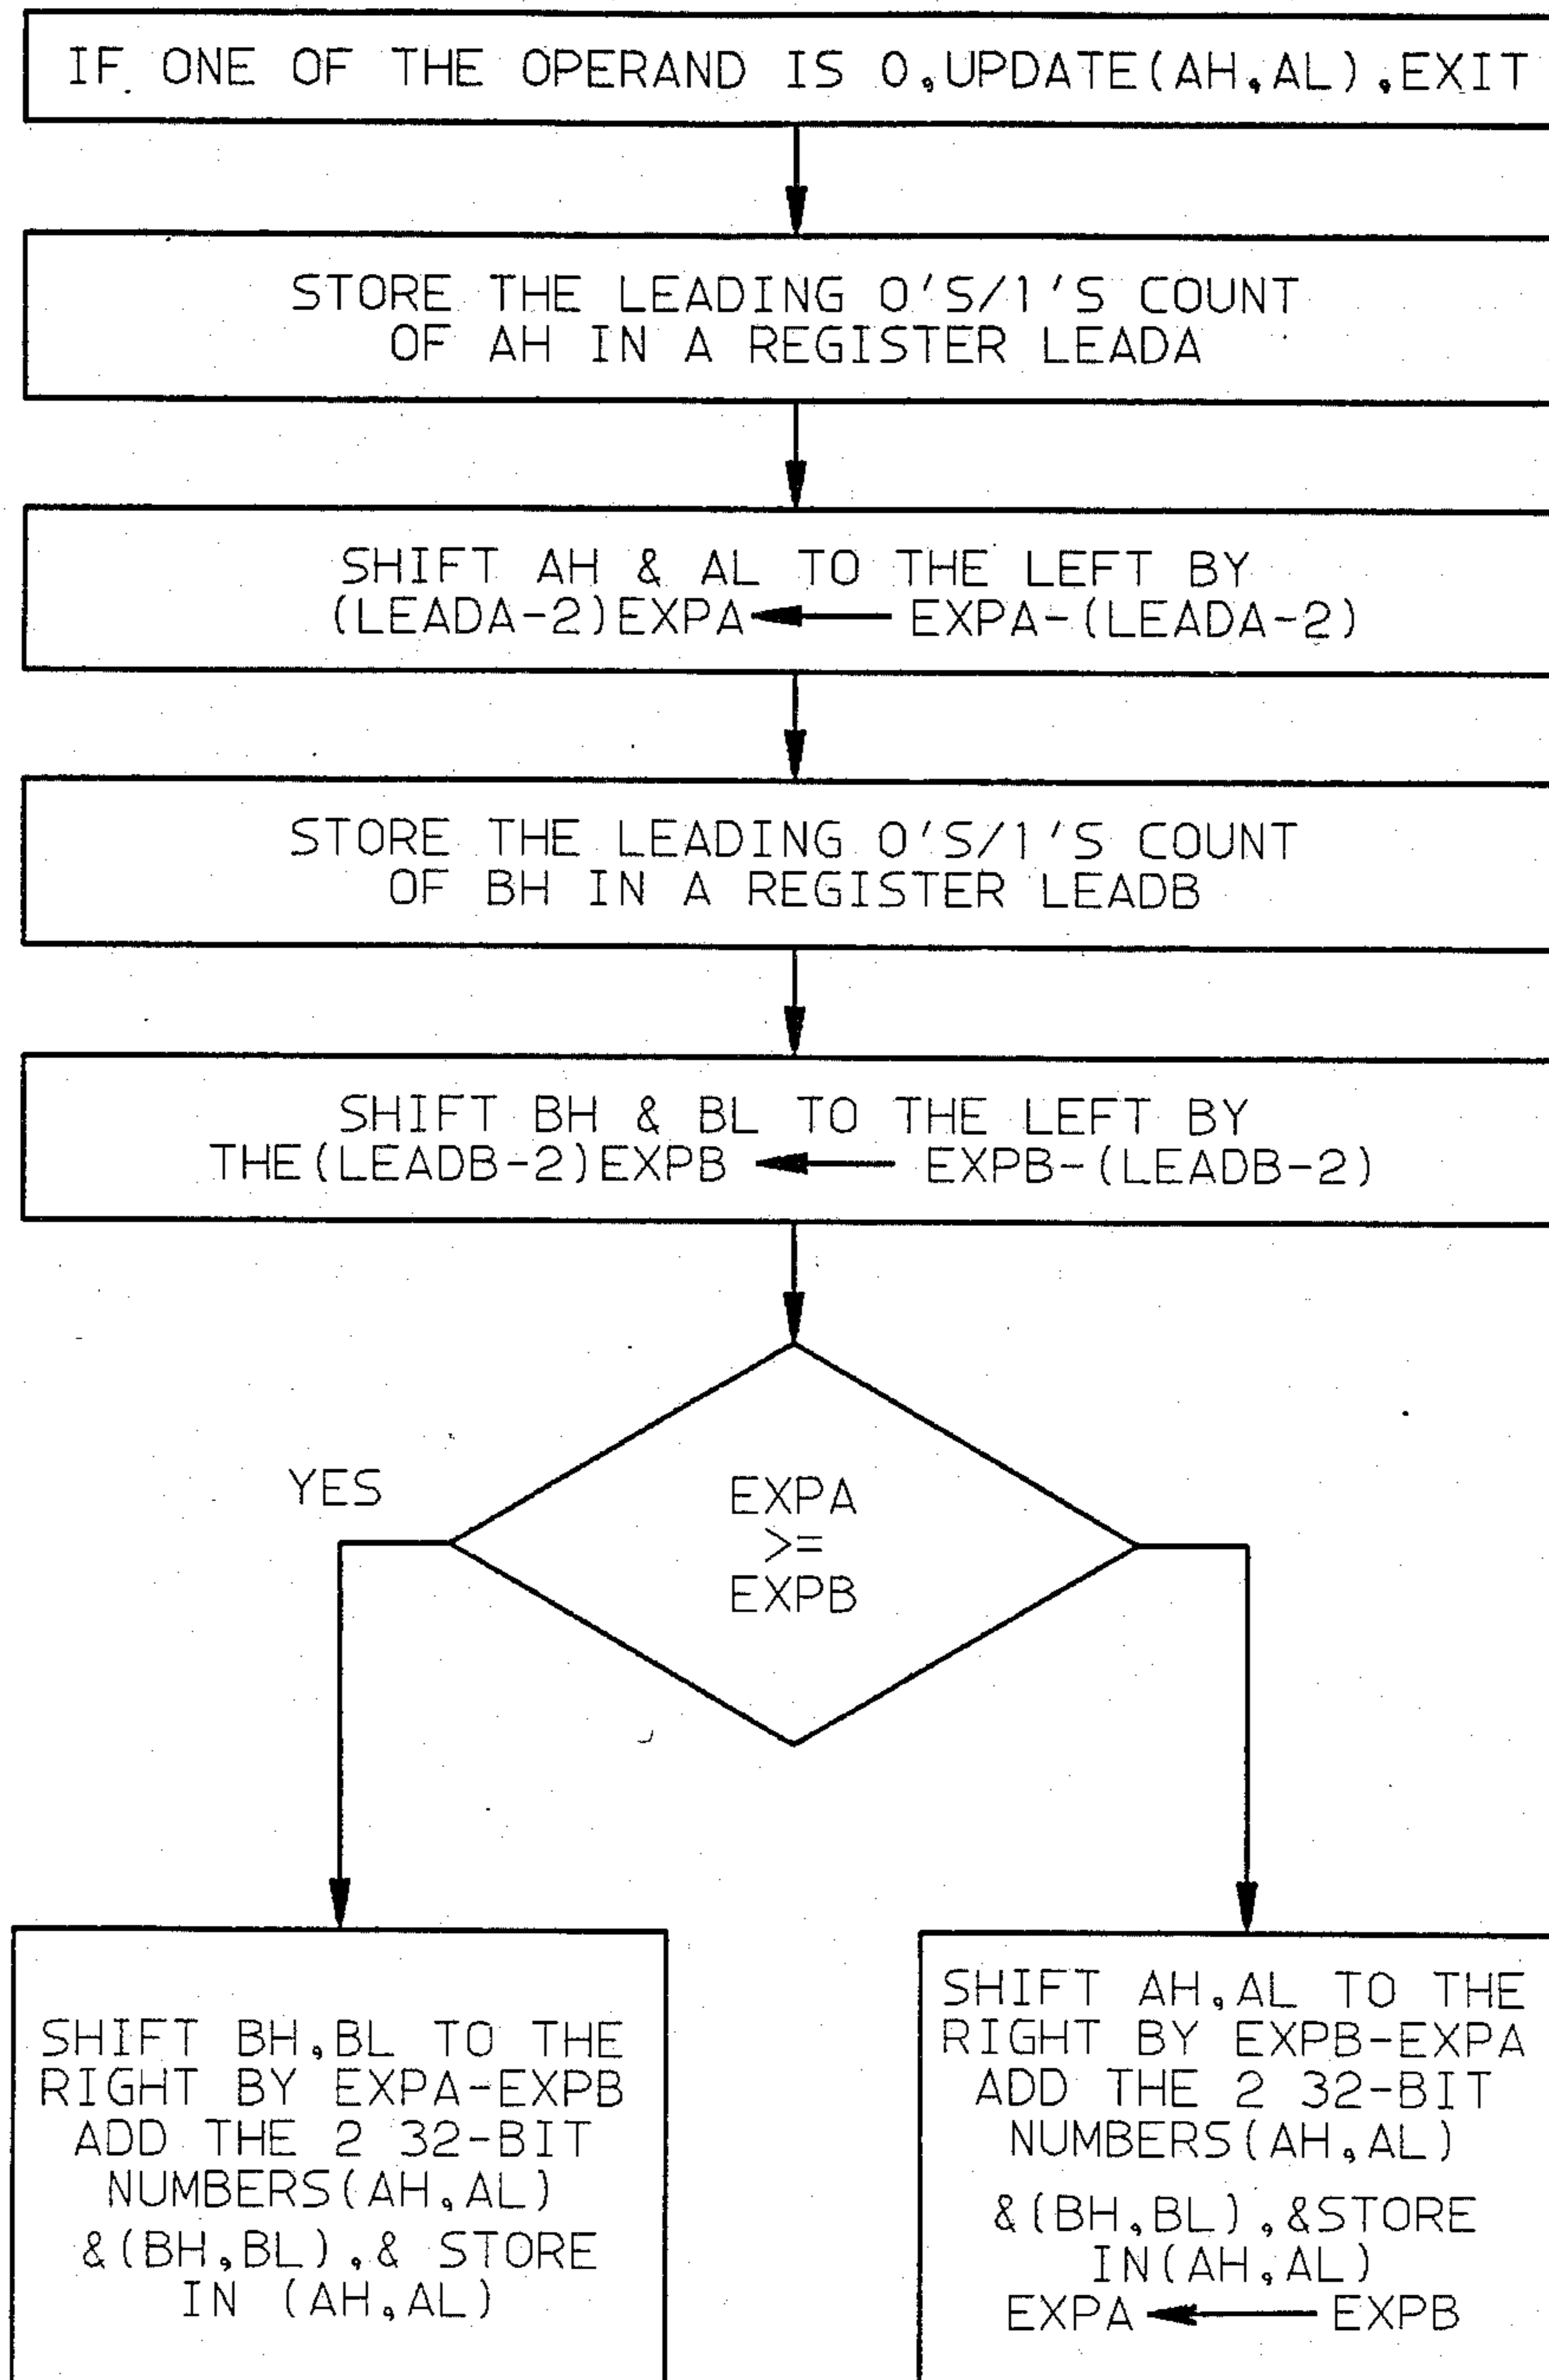 IF ONE OF THE OPERAND IS 0,UPDATE(AH,AL),EXIT
STORE THE LEADING 0'S/1'S COUNT
OF AH IN A REGISTER LEADA
SHIFT AH & AL TO THE LEFT BY
(LEADA-2)EXPA ← EXPA-(LEADA-2)
STORE THE LEADING 0'S/1'S COUNT
OF BH IN A REGISTER LEADB
SHIFT BH & BL TO THE LEFT BY
THE(LEADB-2)EXPB ← EXPB-(LEADB-2)
YES
EXPA
>=
EXPB
SHIFT BH,BL TO THE
RIGHT BY EXPA-EXPB
ADD THE 2 32-BIT
NUMBERS(AH,AL)
&(BH,BL),& STORE
IN (AH,AL)
SHIFT AH,AL TO THE
RIGHT BY EXPB-EXPA
ADD THE 2 32-BIT
NUMBERS(AH,AL)
&(BH,BL),&STORE
IN(AH,AL)
EXPA ← EXPB